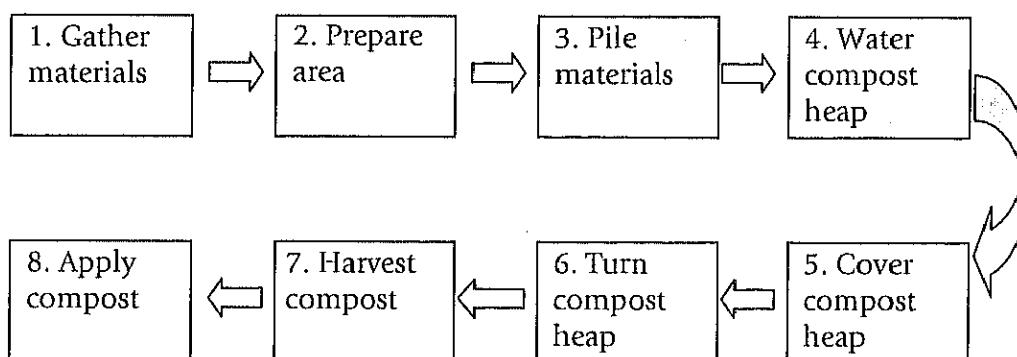 1. Gather
materials
2. Prepare
area
3. Pile
materials
4. Water
compost
heap
5. Cover
compost
heap
6. Turn
compost
heap
7. Harvest
compost
8. Apply
compost